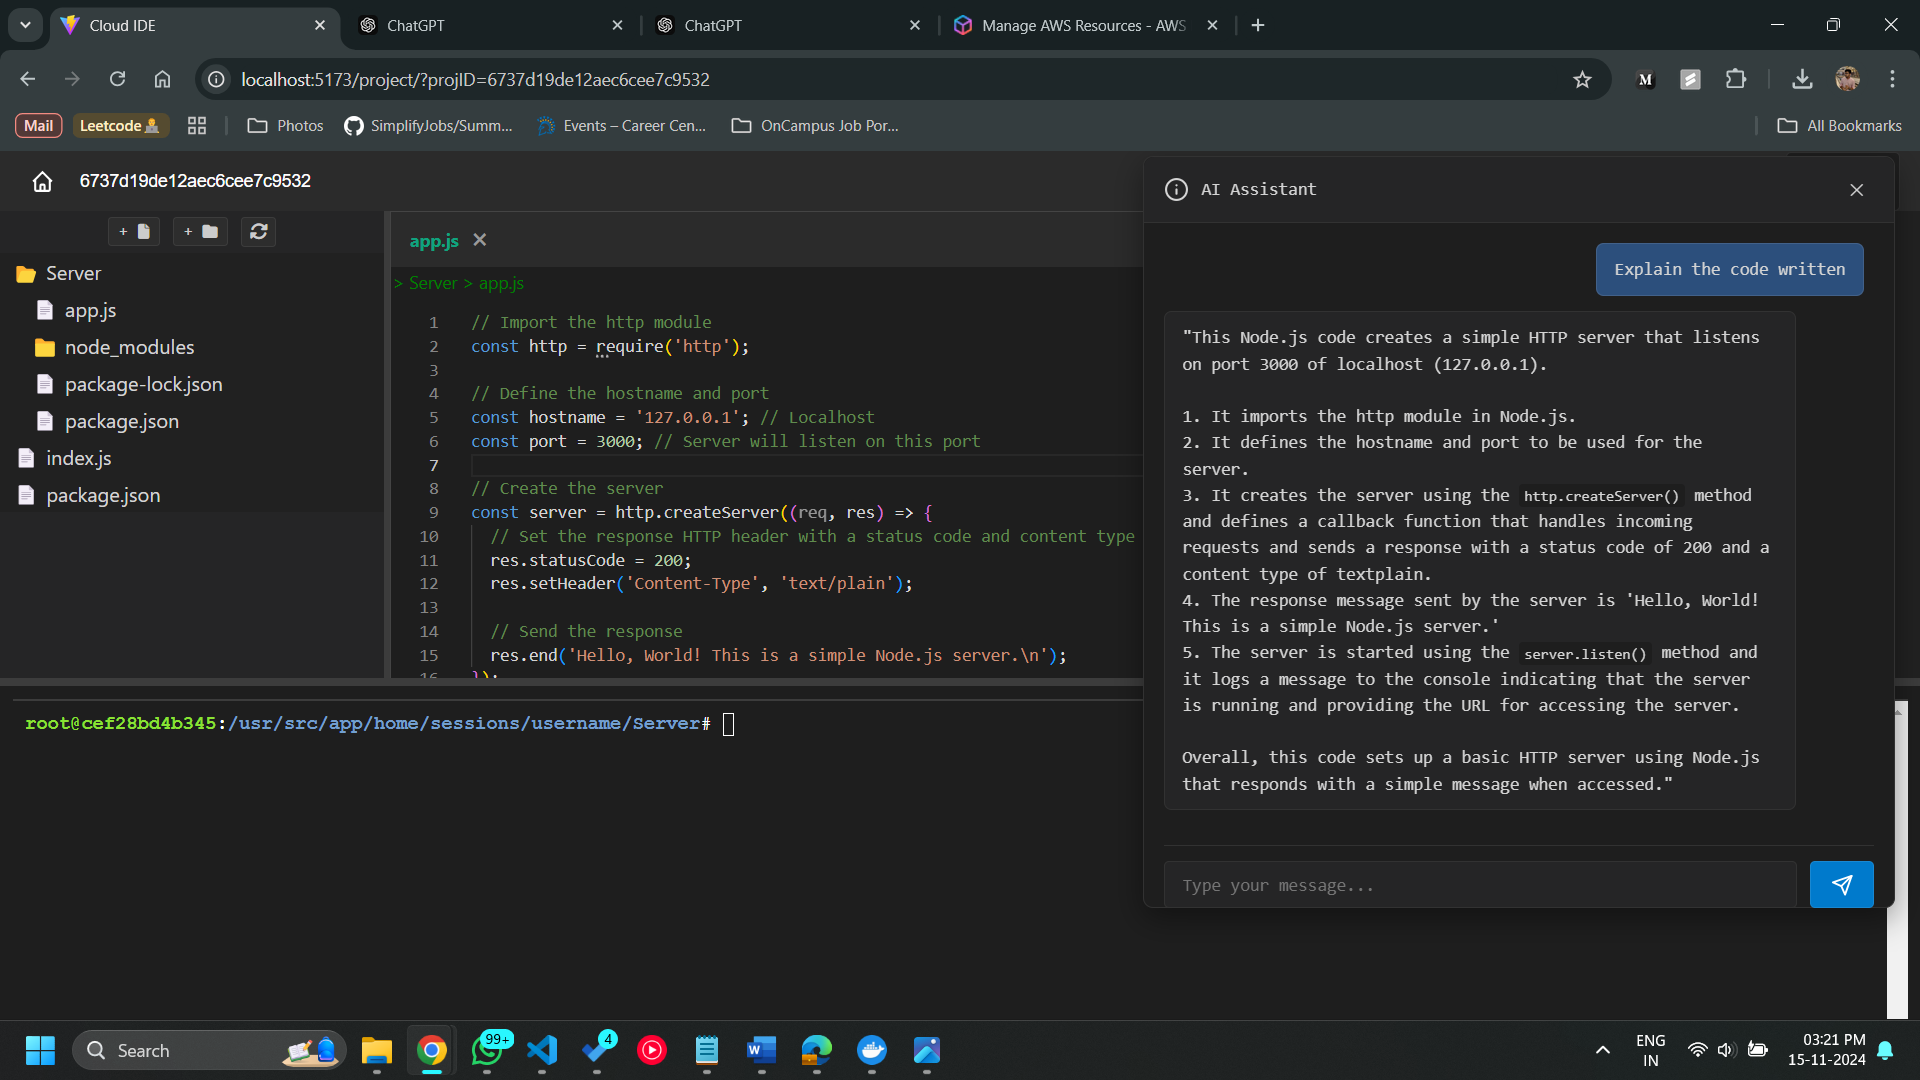 Cloud IDE
ChatGPT
ChatGPT
Manage AWS Resources - AWS
localhost:5173/project/?projID=6737d19de12aec6cee7c9532
M
Mail
Leetcode
Photos
SimplifyJobs/Summ...
Events – Career Cen...
OnCampus Job Por...
All Bookmarks
6737d19de12aec6cee7c9532
+
+
Server
app.js
node_modules
package-lock.json
package.json
index.js
package.json
app.js
> Server > app.js
1 // Import the http module
2 const http = require('http');
3
4 // Define the hostname and port
5 const hostname = '127.0.0.1'; // Localhost
6 const port = 3000; // Server will listen on this port
7
8 // Create the server
9 const server = http.createServer((req, res) => {
10 // Set the response HTTP header with a status code and content type
11 res.statusCode = 200;
12 res.setHeader('Content-Type', 'text/plain');
13
14 // Send the response
15 res.end('Hello, World! This is a simple Node.js server.\n');
16 });
root@cef28bd4b345:/usr/src/app/home/sessions/username/Server#
AI Assistant
Explain the code written
"This Node.js code creates a simple HTTP server that listens
on port 3000 of localhost (127.0.0.1).
1. It imports the http module in Node.js.
2. It defines the hostname and port to be used for the
server.
3. It creates the server using the http.createServer() method
and defines a callback function that handles incoming
requests and sends a response with a status code of 200 and a
content type of textplain.
4. The response message sent by the server is 'Hello, World!
This is a simple Node.js server.'
5. The server is started using the server.listen() method and
it logs a message to the console indicating that the server
is running and providing the URL for accessing the server.
Overall, this code sets up a basic HTTP server using Node.js
that responds with a simple message when accessed."
Type your message...
Search
99+
4
W
ENG
IN
03:21 PM
15-11-2024